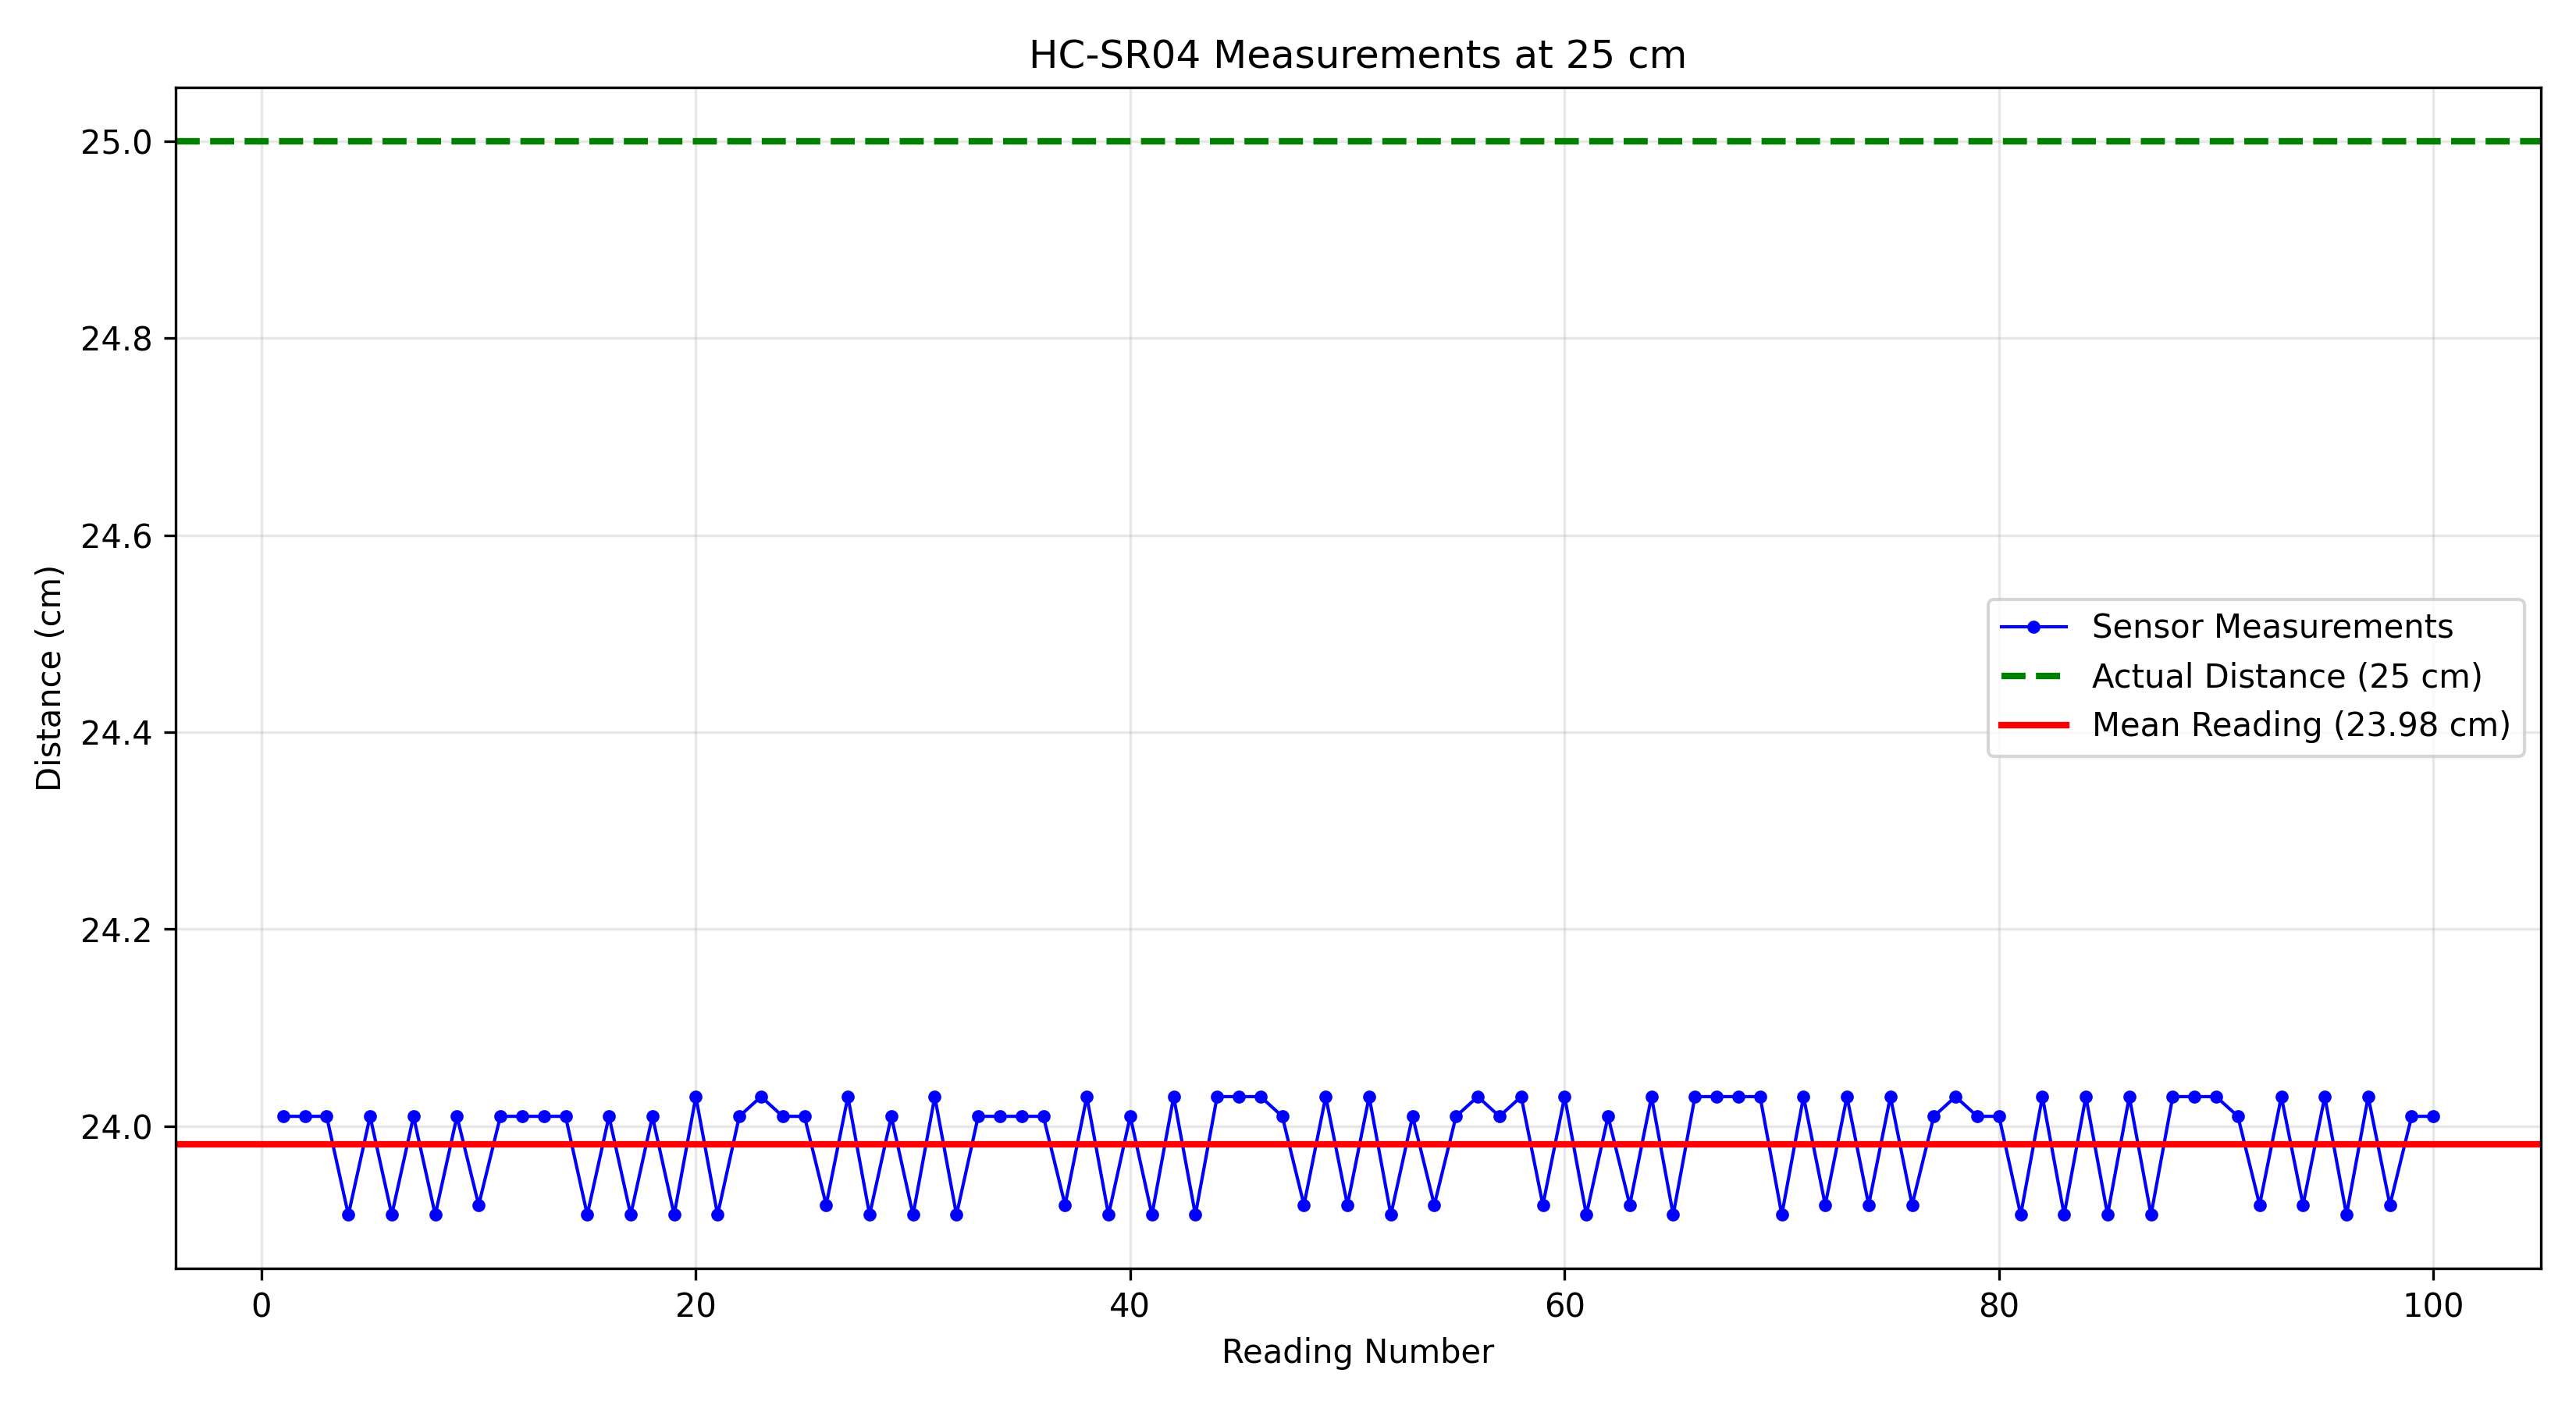 HC-SR04 Measurements at 25 cm
25.0
24.8
24.6
24.4
24.2
24.0
Distance (cm)
Sensor Measurements
Actual Distance (25 cm)
Mean Reading (23.98 cm)
0 20 40 60 80 100
Reading Number